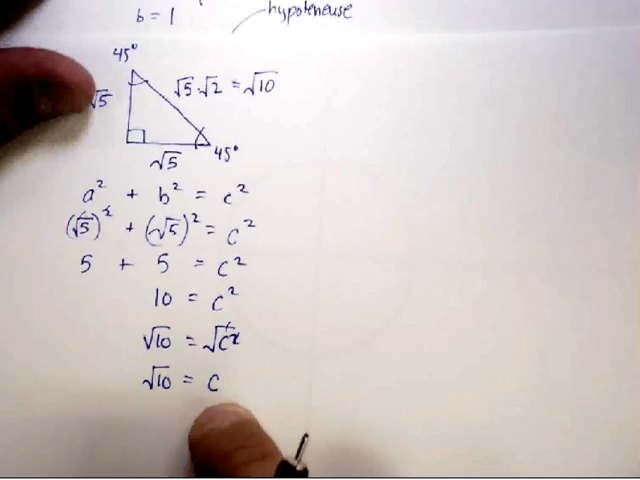 b = 1
hypoteneuse
45°
√5 √5·√2 = √10
45°
√5
a² + b² = c²
(√5)² + (√5)² = c²
5 + 5 = c²
10 = c²
√10 = √c²
√10 = c